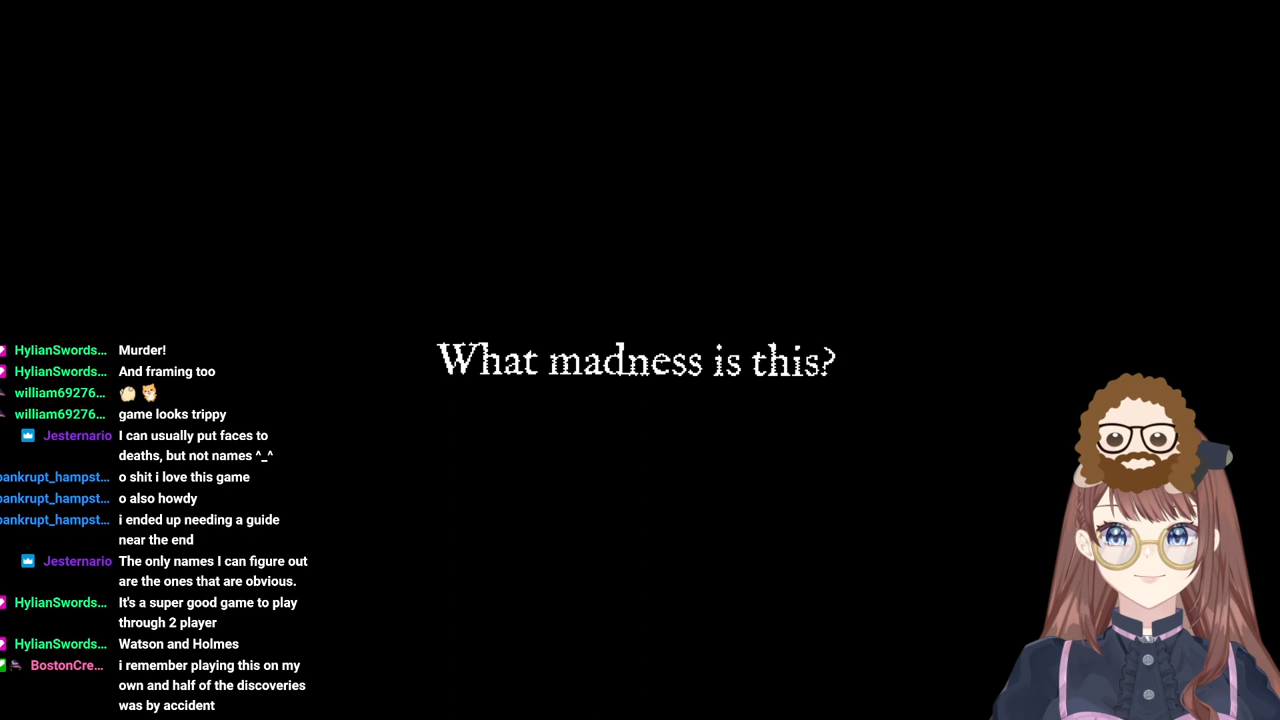 What madness is this?
HylianSwords... Murder!
HylianSwords... And framing too
william69276...
william69276... game looks trippy
Jesternario I can usually put faces to
deaths, but not names ^_^
bankrupt_hampst... o shit i love this game
bankrupt_hampst... o also howdy
bankrupt_hampst... i ended up needing a guide
near the end
Jesternario The only names I can figure out
are the ones that are obvious.
HylianSwords... It's a super good game to play
through 2 player
HylianSwords... Watson and Holmes
BostonCre... i remember playing this on my
own and half of the discoveries
was by accident